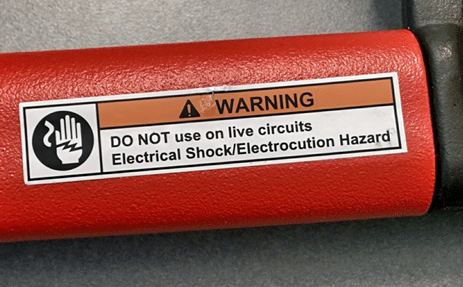 WARNING
DO NOT use on live circuits
Electrical Shock/Electrocution Hazard